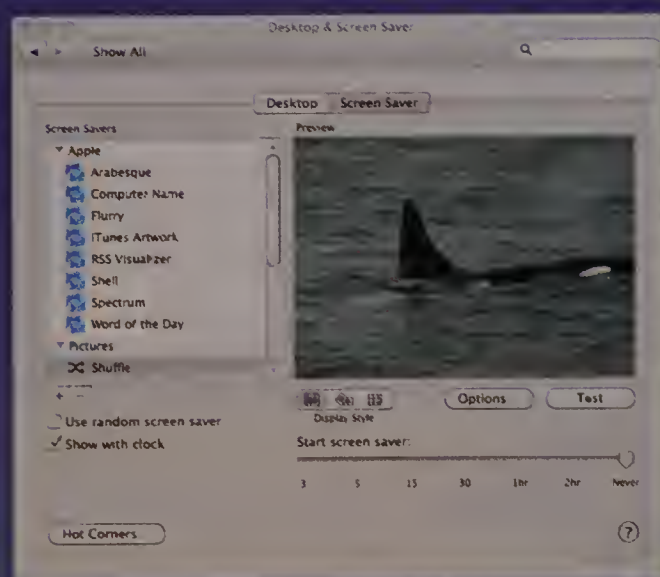 Desktop & Screen Saver
Show All
Desktop Screen Saver
Screen Savers
Preview
Apple
Arabesque
Computer Name
Flurry
iTunes Artwork
RSS Visualizer
Shell
Spectrum
Word of the Day
Pictures
Shuffle
+ -
Display Style
Options
Test
Use random screen saver
Show with clock
Start screen saver:
3 5 15 30 1hr 2hr Never
Hot Corners
?